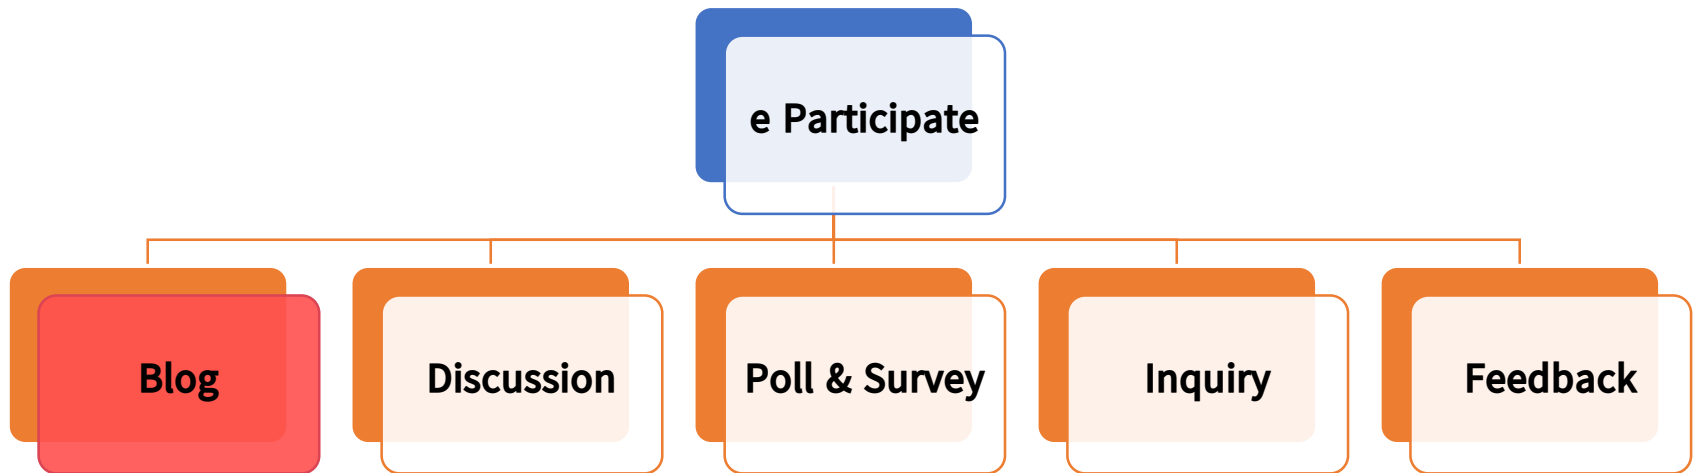 e Participate
Blog
Discussion
Poll & Survey
Inquiry
Feedback